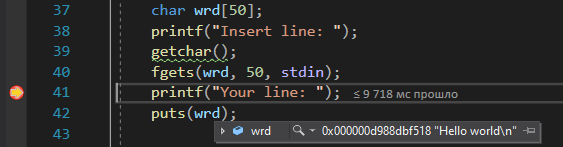 37 char wrd[50];
38 printf("Insert line: ");
39 getchar();
40 fgets(wrd, 50, stdin);
41 printf("Your line: "); ≤ 9 718 мс прошло
42 puts(wrd);
wrd 0x000000d988dbf518 "Hello world\n"
43